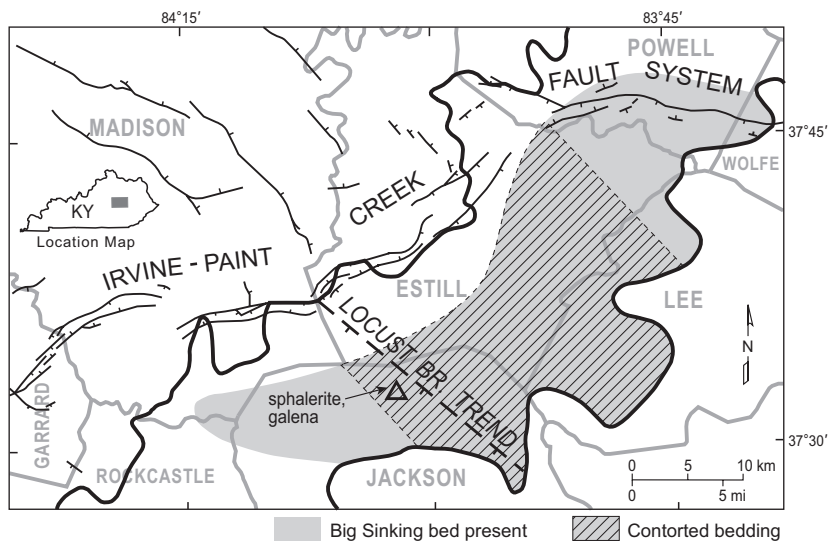 84°15′ 83°45′
POWELL
FAULT SYSTEM
MADISON
37°45′
WOLFE
KY
Location Map
CREEK
IRVINE - PAINT
ESTILL
LEE
LOCUST BR. TREND
N
sphalerite,
galena
GARRARD
37°30′
ROCKCASTLE
JACKSON
0 5 10 km
0 5 mi
Big Sinking bed present Contorted bedding